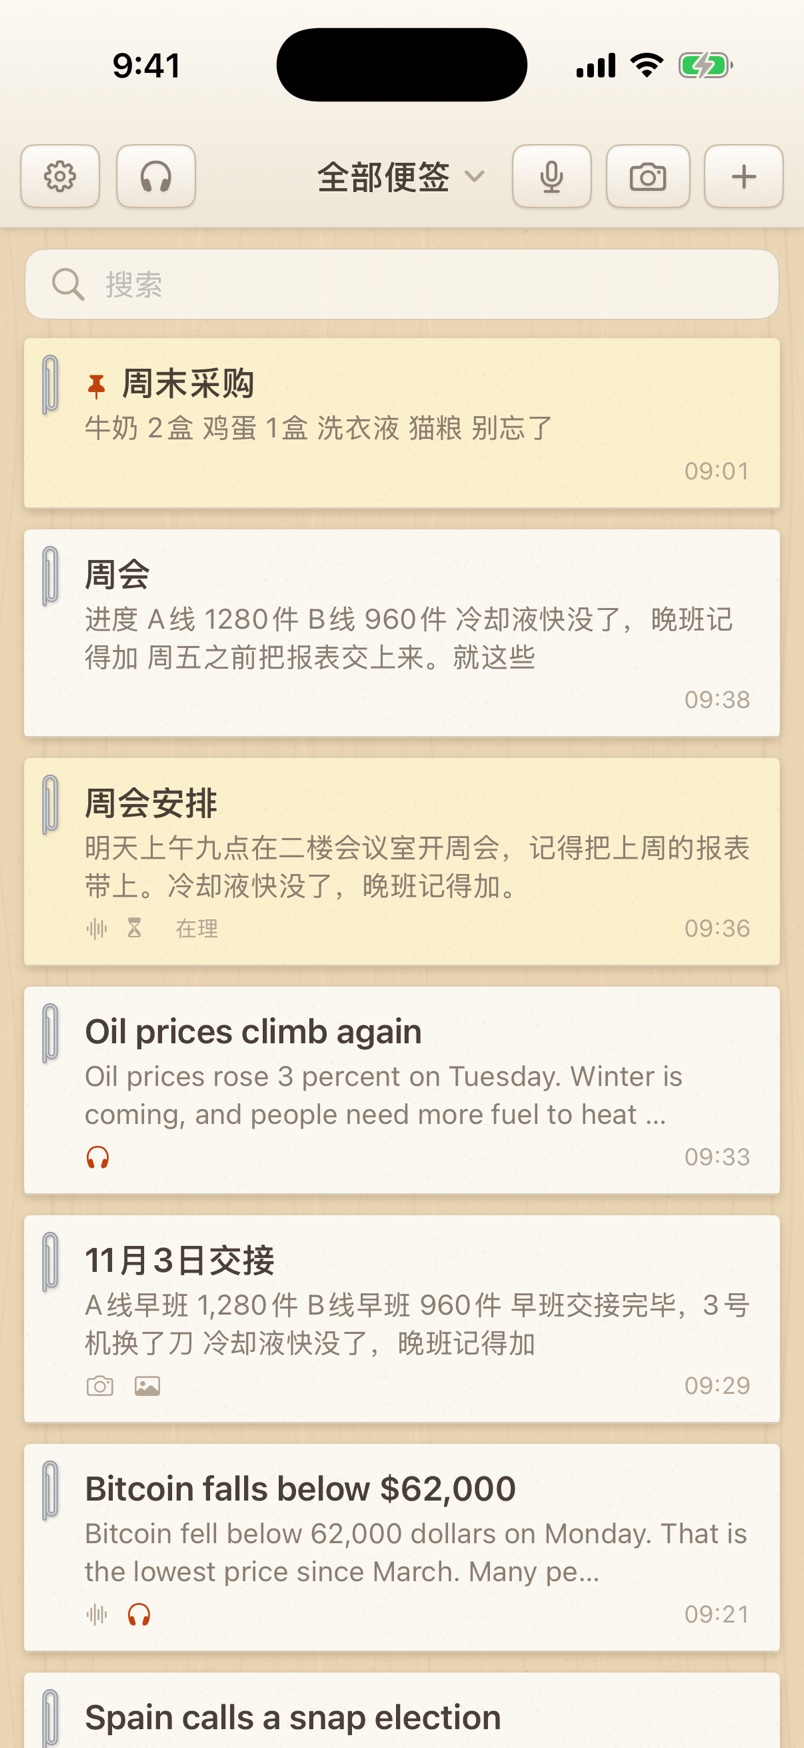 9:41
全部便签
搜索
周末采购
牛奶 2盒 鸡蛋 1盒 洗衣液 猫粮 别忘了
09:01
周会
进度 A线 1280件 B线 960件 冷却液快没了，晚班记
得加 周五之前把报表交上来。就这些
09:38
周会安排
明天上午九点在二楼会议室开周会，记得把上周的报表
带上。冷却液快没了，晚班记得加。
在理
09:36
Oil prices climb again
Oil prices rose 3 percent on Tuesday. Winter is
coming, and people need more fuel to heat ...
09:33
11月3日交接
A线早班 1,280件 B线早班 960件 早班交接完毕，3号
机换了刀 冷却液快没了，晚班记得加
09:29
Bitcoin falls below $62,000
Bitcoin fell below 62,000 dollars on Monday. That is
the lowest price since March. Many pe...
09:21
Spain calls a snap election